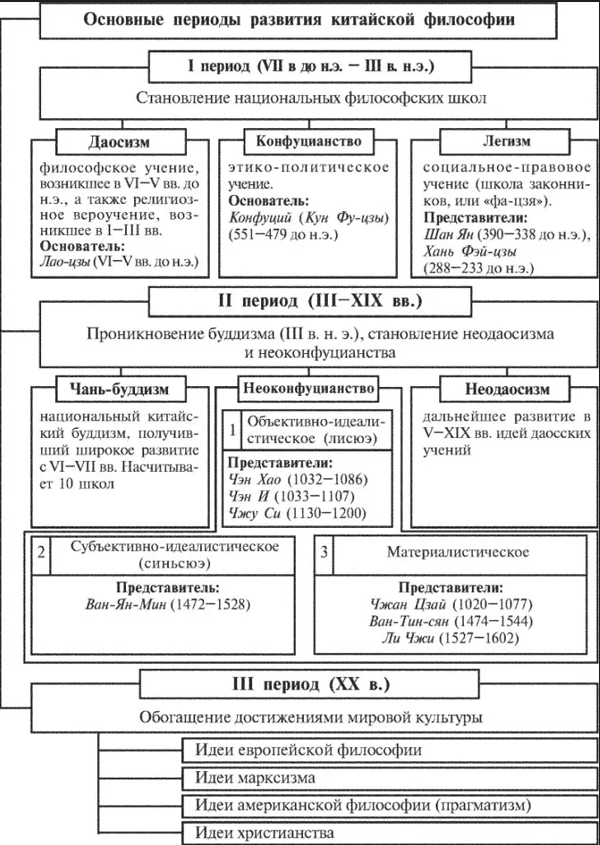 Основные периоды развития китайской философии
I период (VII в до н.э. — III в. н.э.)
Становление национальных философских школ
Даосизм
философское учение,
возникшее в VI—V вв. до
н.э., а также религиоз-
ное вероучение, воз-
никшее в I—III вв.
Основатель:
Лао-цзы (VI—V вв. до н.э.)
Конфуцианство
этико-политическое
учение.
Основатель:
Конфуций (Кун Фу-цзы)
(551—479 до н.э.)
Легизм
социальное-правовое
учение (школа законни-
ков, или «фа-цзя»).
Представители:
Шан Ян (390—338 до н.э.),
Хань Фэй-цзы
(288—233 до н.э.)
II период (III—XIX вв.)
Проникновение буддизма (III в. н. э.), становление неодаосизма
и неоконфуцианства
Чань-буддизм
национальный китайс-
кий буддизм, получив-
ший широкое развитие
с VI—VII вв. Насчитыва-
ет 10 школ
Неоконфуцианство
1 Объективно-идеали-
стическое (лисюэ)
Представители:
Чэн Хао (1032—1086)
Чэн И (1033—1107)
Чжу Си (1130—1200)
Неодаосизм
дальнейшее развитие в
V—XIX вв. идей даосских
учений
2 Субъективно-идеалистическое
(синьсюэ)
Представитель:
Ван-Ян-Мин (1472—1528)
3 Материалистическое
Представители:
Чжан Цзай (1020—1077)
Ван-Тин-сян (1474—1544)
Ли Чжи (1527—1602)
III период (XX в.)
Обогащение достижениями мировой культуры
Идеи европейской философии
Идеи марксизма
Идеи американской философии (прагматизм)
Идеи христианства